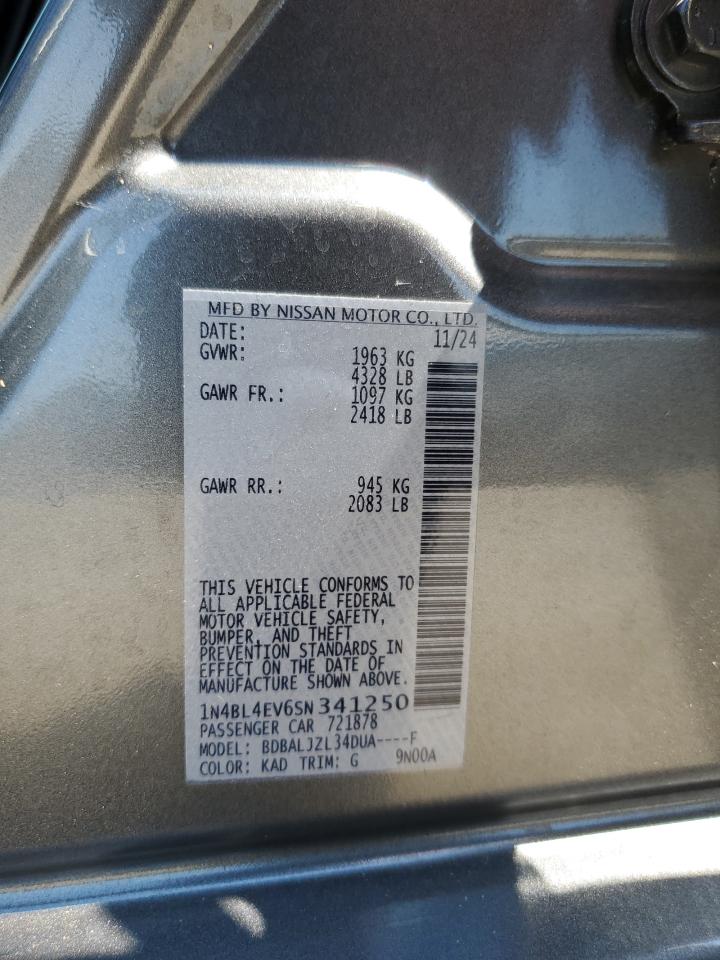 MFD BY NISSAN MOTOR CO., LTD.
DATE: 11/24
GVWR: 1963 KG
4328 LB
GAWR FR.: 1097 KG
2418 LB
GAWR RR.: 945 KG
2083 LB
THIS VEHICLE CONFORMS TO
ALL APPLICABLE FEDERAL
MOTOR VEHICLE SAFETY,
BUMPER, AND THEFT
PREVENTION STANDARDS IN
EFFECT ON THE DATE OF
MANUFACTURE SHOWN ABOVE.
1N4BL4EV6SN341250
PASSENGER CAR 721878
MODEL: BDBALJZL34DUA----F
COLOR: KAD TRIM: G 9N00A